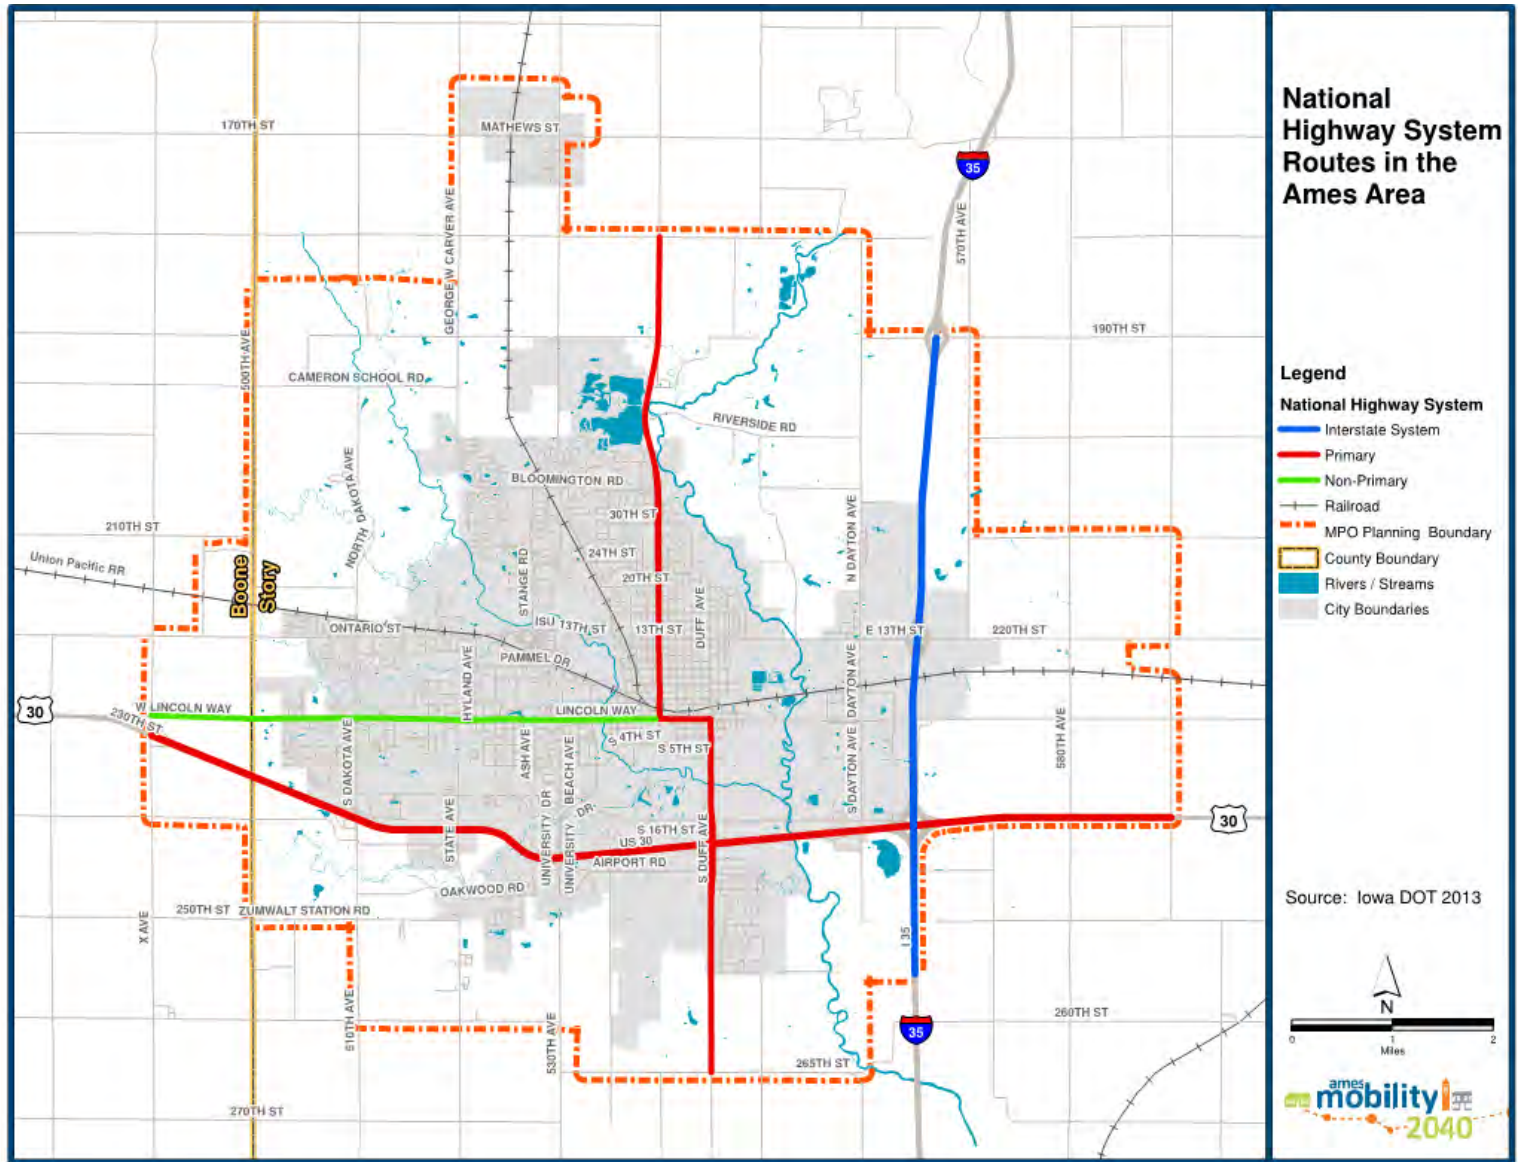 National
Highway System
Routes in the
Ames Area
Legend
National Highway System
Interstate System
Primary
Non-Primary
Railroad
MPO Planning Boundary
County Boundary
Rivers / Streams
City Boundaries
Source: Iowa DOT 2013
N
0 1 2
Miles
ames
mobility
2040
170TH ST
MATHEWS ST
35
GEORGE W CARVER AVE
570TH AVE
190TH ST
500TH AVE
CAMERON SCHOOL RD
RIVERSIDE RD
NORTH DAKOTA AVE
BLOOMINGTON RD
30TH ST
N DAYTON AVE
210TH ST
Union Pacific RR
24TH ST
STANGE RD
20TH ST
DUFF AVE
Boone
Story
ONTARIO ST
ISU 13TH ST
13TH ST
E 13TH ST
220TH ST
PAMMEL DR
HYLAND AVE
DAYTON AVE
30
W LINCOLN WAY
230TH ST
LINCOLN WAY
S 4TH ST
S 5TH ST
S DAKOTA AVE
ASH AVE
BEACH AVE
S DAYTON AVE
580TH AVE
STATE AVE
UNIVERSITY DR
UNIVERSITY
DR
S 16TH ST
US 30
AIRPORT RD
S DUFF AVE
30
OAKWOOD RD
250TH ST
ZUMWALT STATION RD
X AVE
I 35
510TH AVE
530TH AVE
35
260TH ST
265TH ST
270TH ST